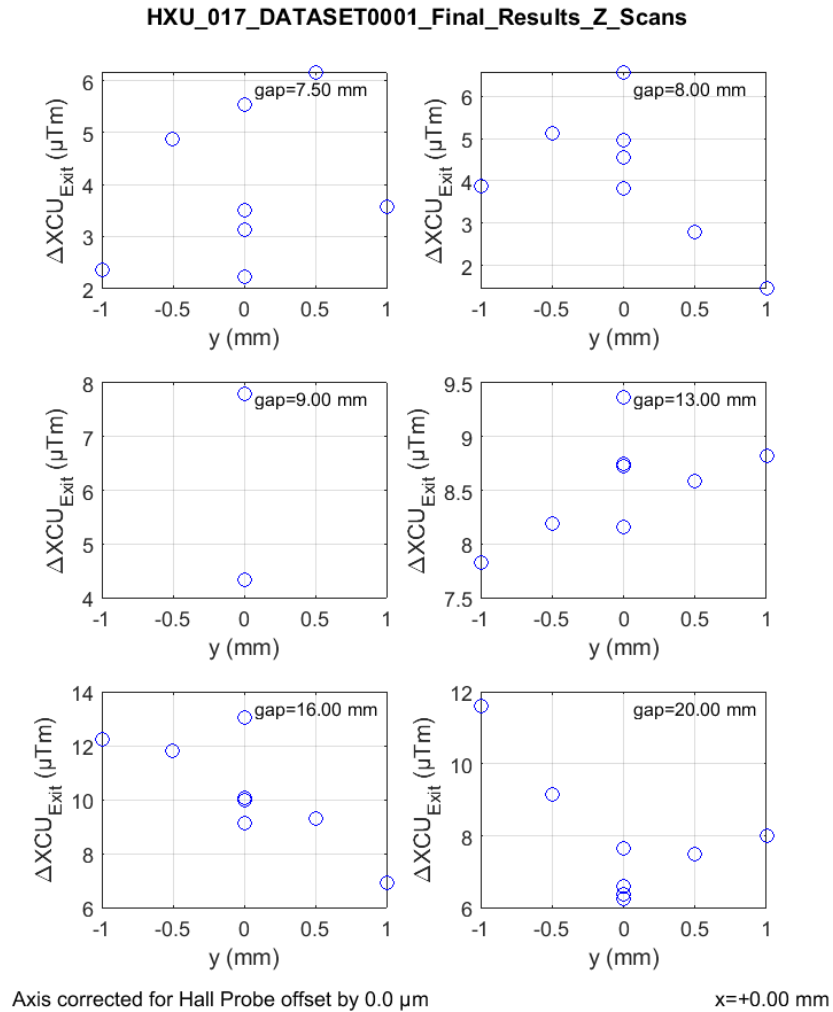 HXU_017_DATASET0001_Final_Results_Z_Scans
ΔXCU_Exit (µTm)
6
5
4
3
2
gap=7.50 mm
-1 -0.5 0 0.5 1
y (mm)
ΔXCU_Exit (µTm)
6
5
4
3
2
gap=8.00 mm
-1 -0.5 0 0.5 1
y (mm)
ΔXCU_Exit (µTm)
8
7
6
5
4
gap=9.00 mm
-1 -0.5 0 0.5 1
y (mm)
ΔXCU_Exit (µTm)
9.5
9
8.5
8
7.5
gap=13.00 mm
-1 -0.5 0 0.5 1
y (mm)
ΔXCU_Exit (µTm)
14
12
10
8
6
gap=16.00 mm
-1 -0.5 0 0.5 1
y (mm)
ΔXCU_Exit (µTm)
12
10
8
6
gap=20.00 mm
-1 -0.5 0 0.5 1
y (mm)
Axis corrected for Hall Probe offset by 0.0 µm
x=+0.00 mm